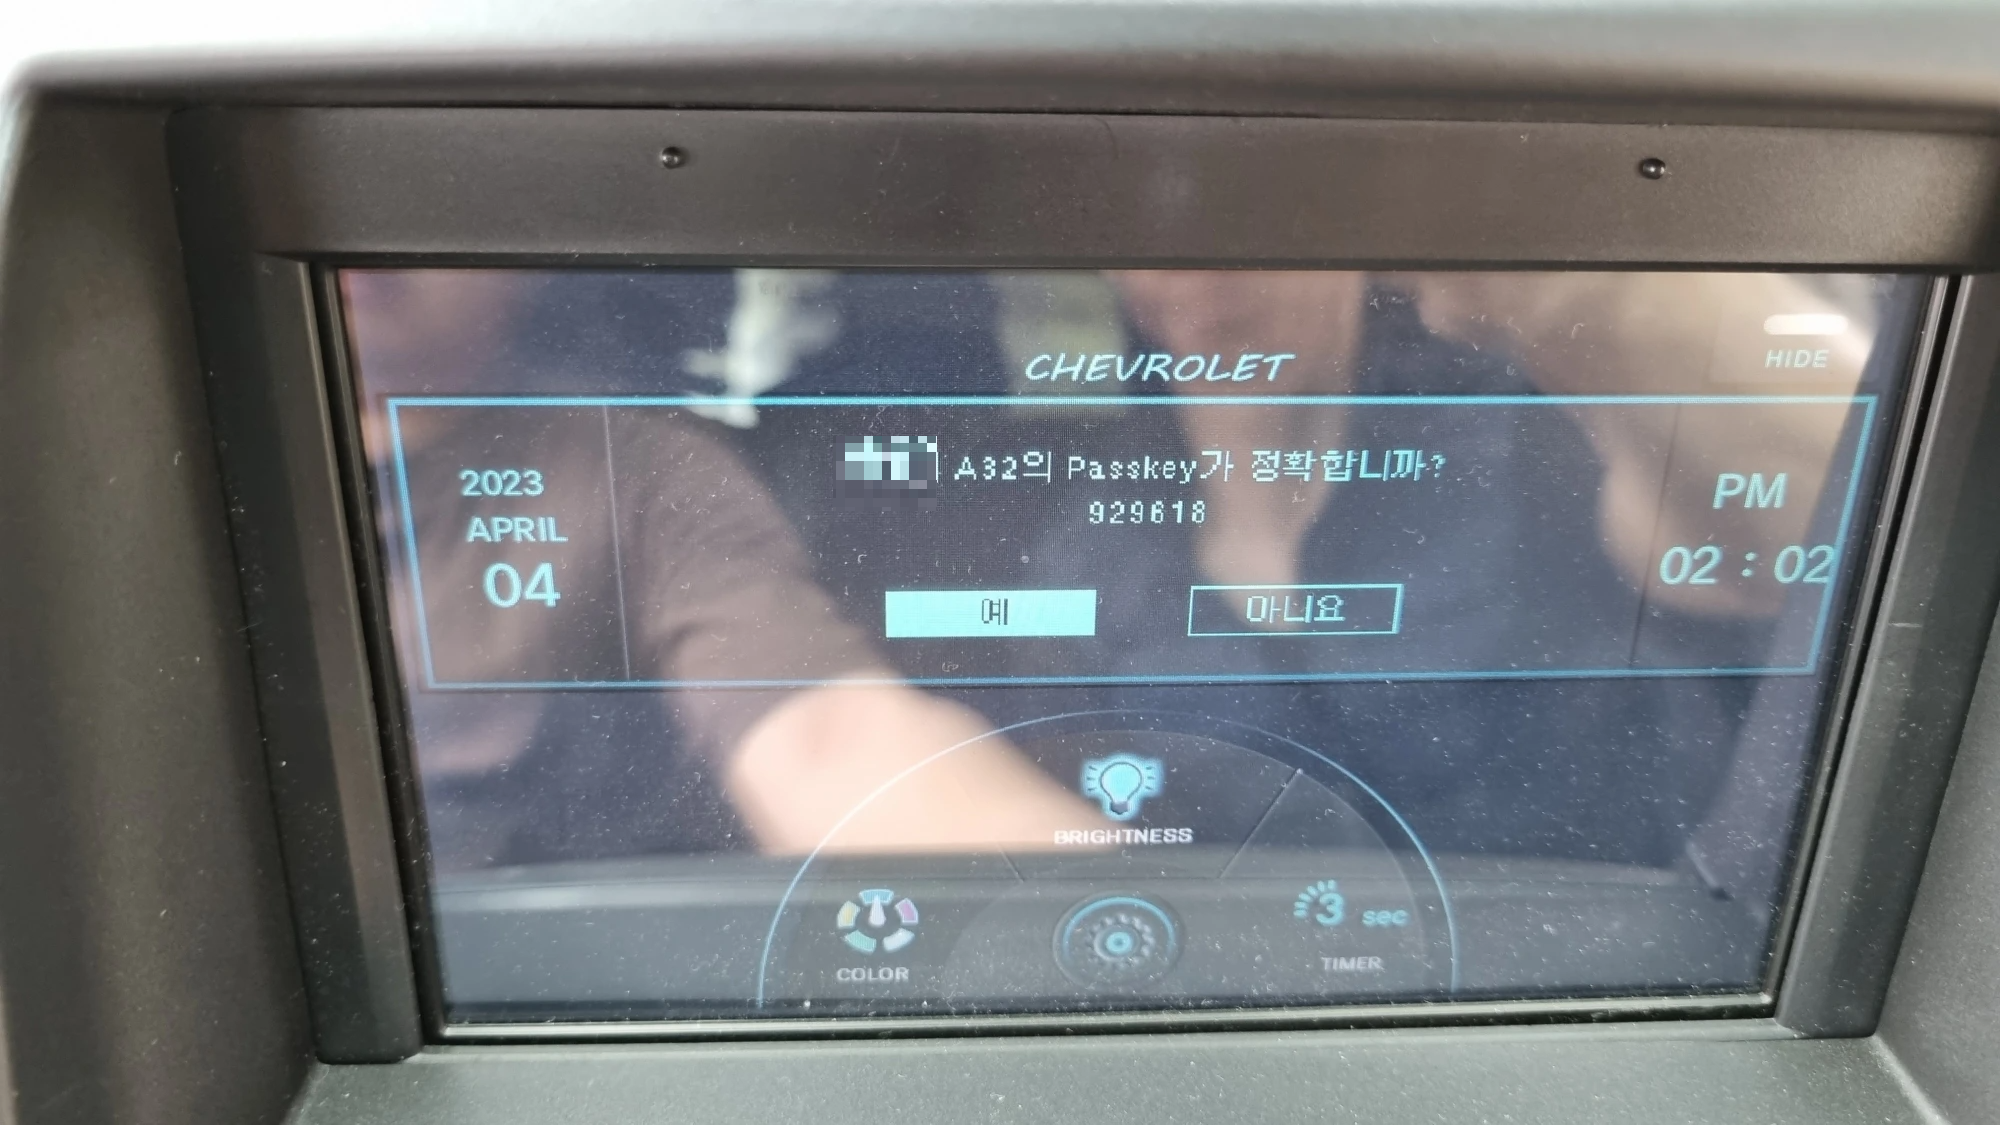 CHEVROLET
HIDE
2023
APRIL
04
A32의 Passkey가 정확합니까?
929618
예
아니요
PM
02 : 02
BRIGHTNESS
COLOR
3 sec
TIMER